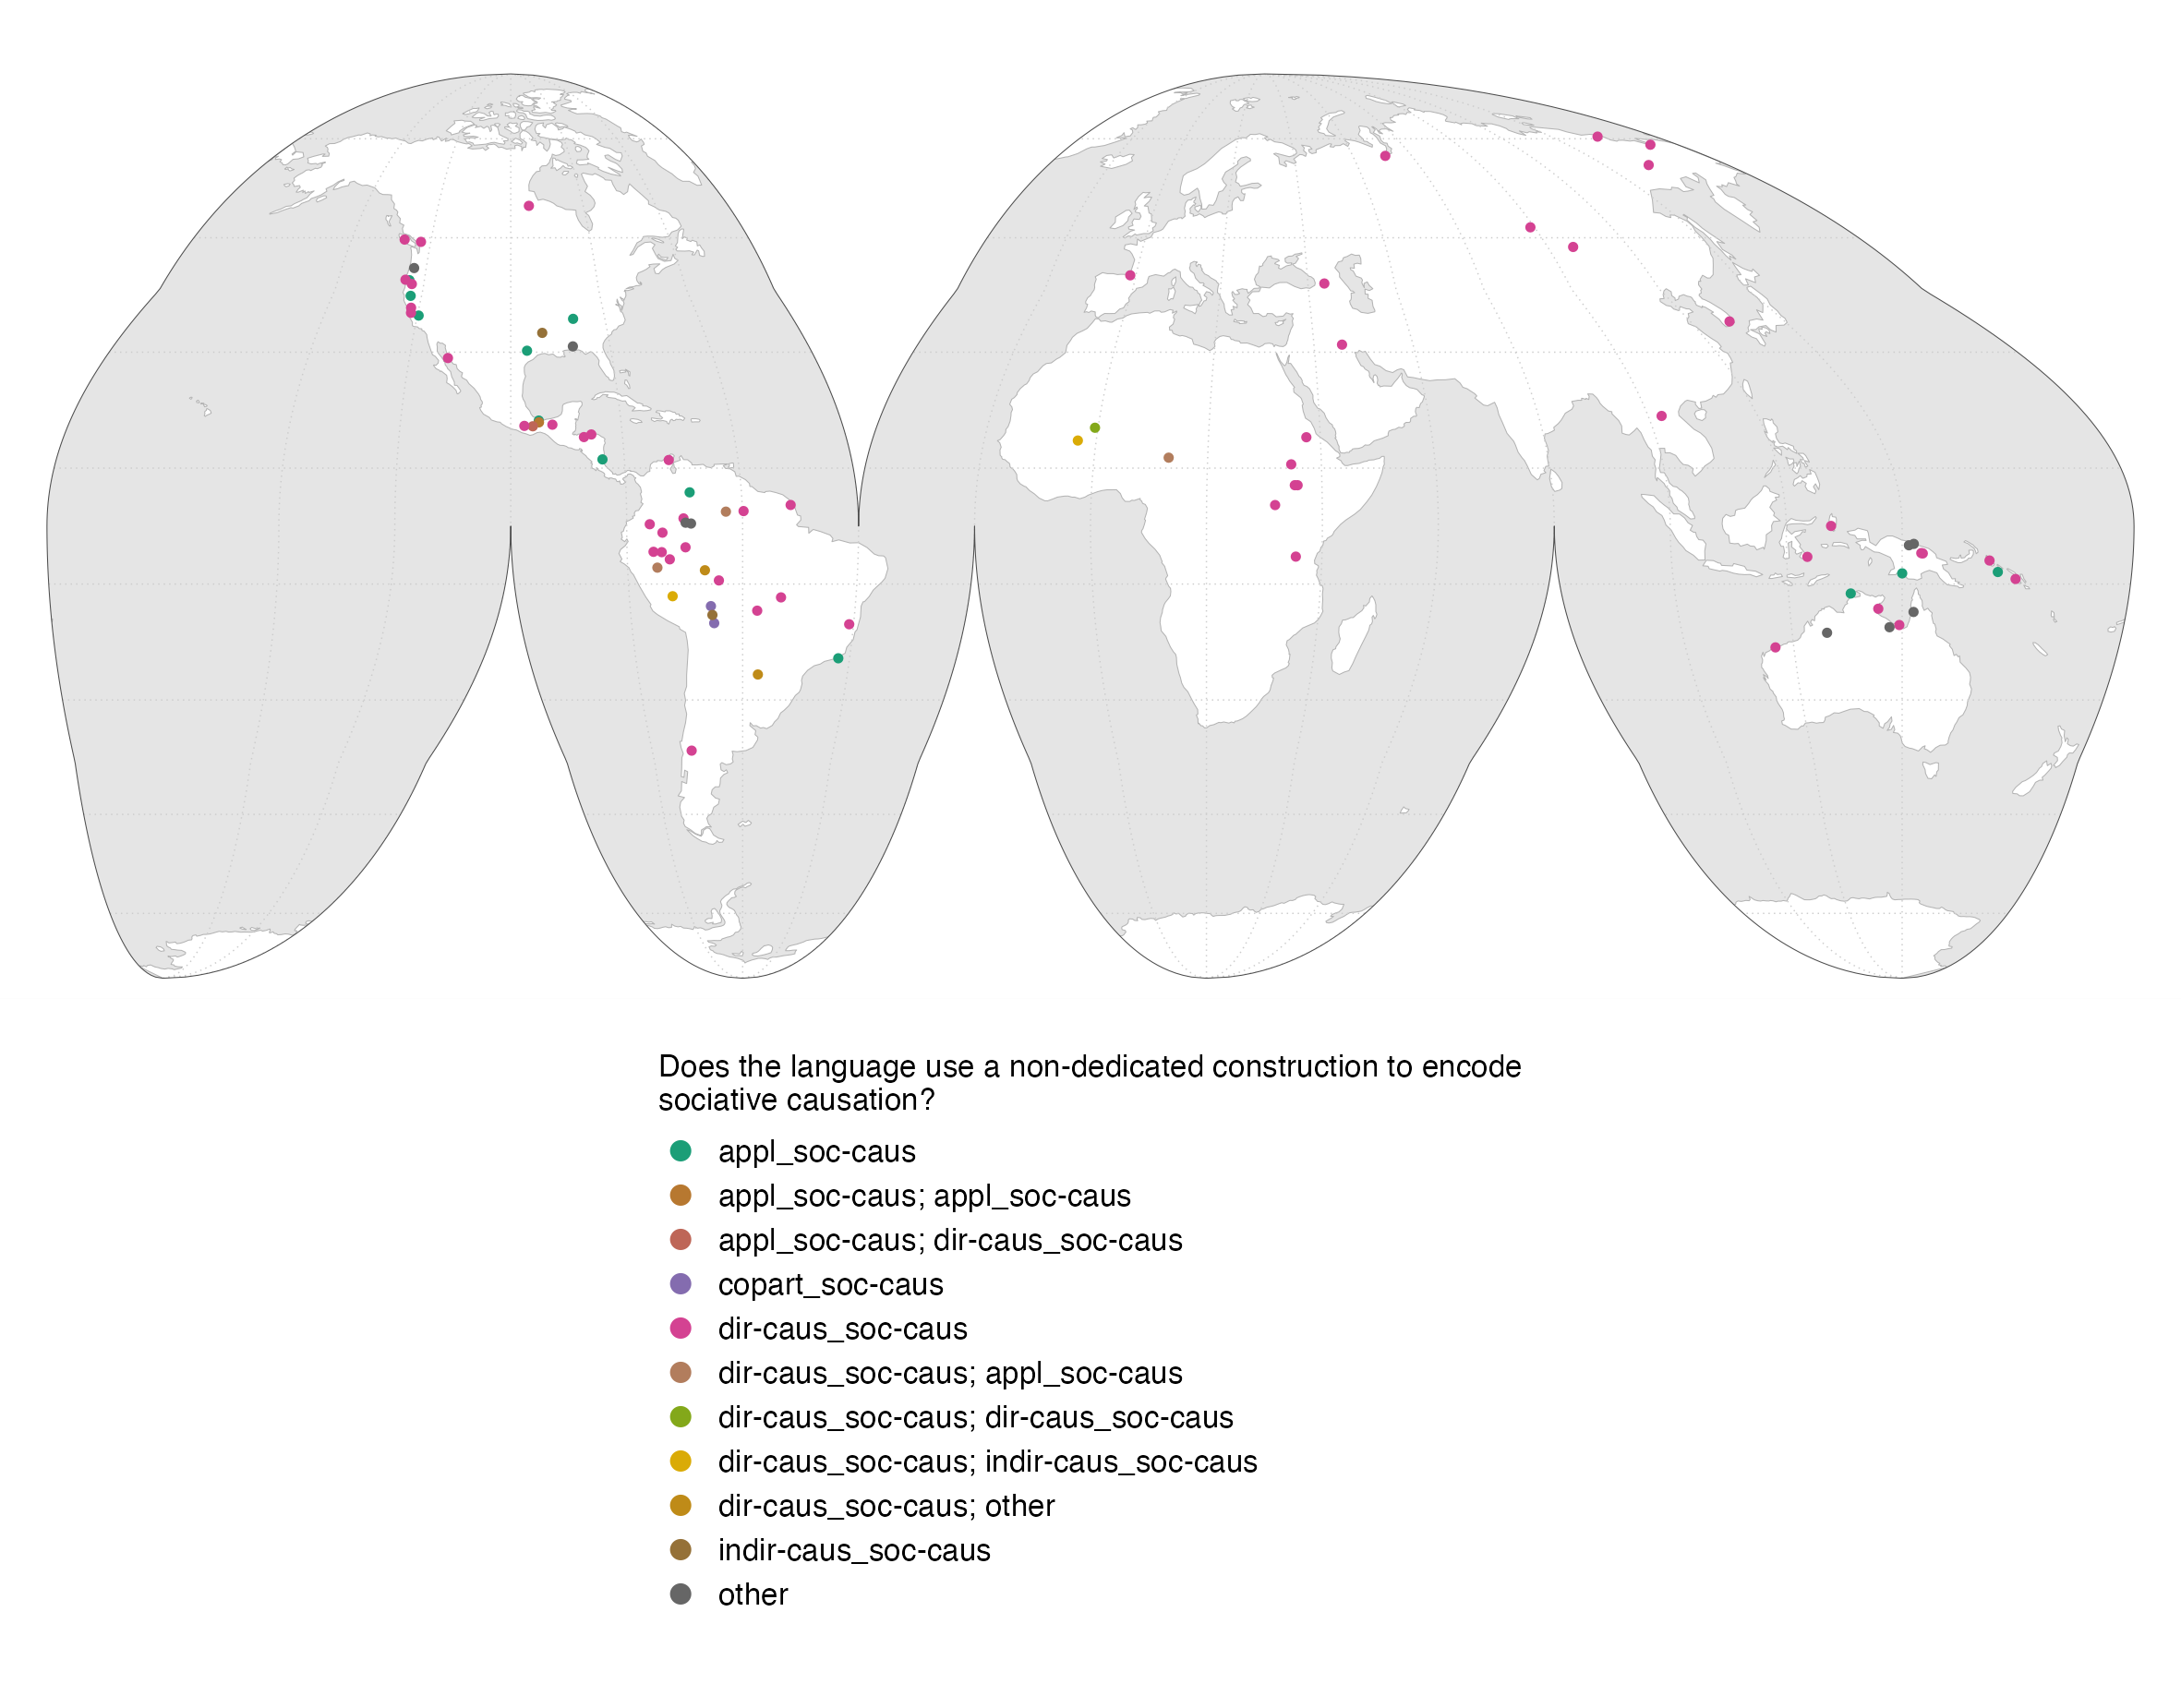 Does the language use a non-dedicated construction to encode
sociative causation?
appl_soc-caus
appl_soc-caus; appl_soc-caus
appl_soc-caus; dir-caus_soc-caus
copart_soc-caus
dir-caus_soc-caus
dir-caus_soc-caus; appl_soc-caus
dir-caus_soc-caus; dir-caus_soc-caus
dir-caus_soc-caus; indir-caus_soc-caus
dir-caus_soc-caus; other
indir-caus_soc-caus
other